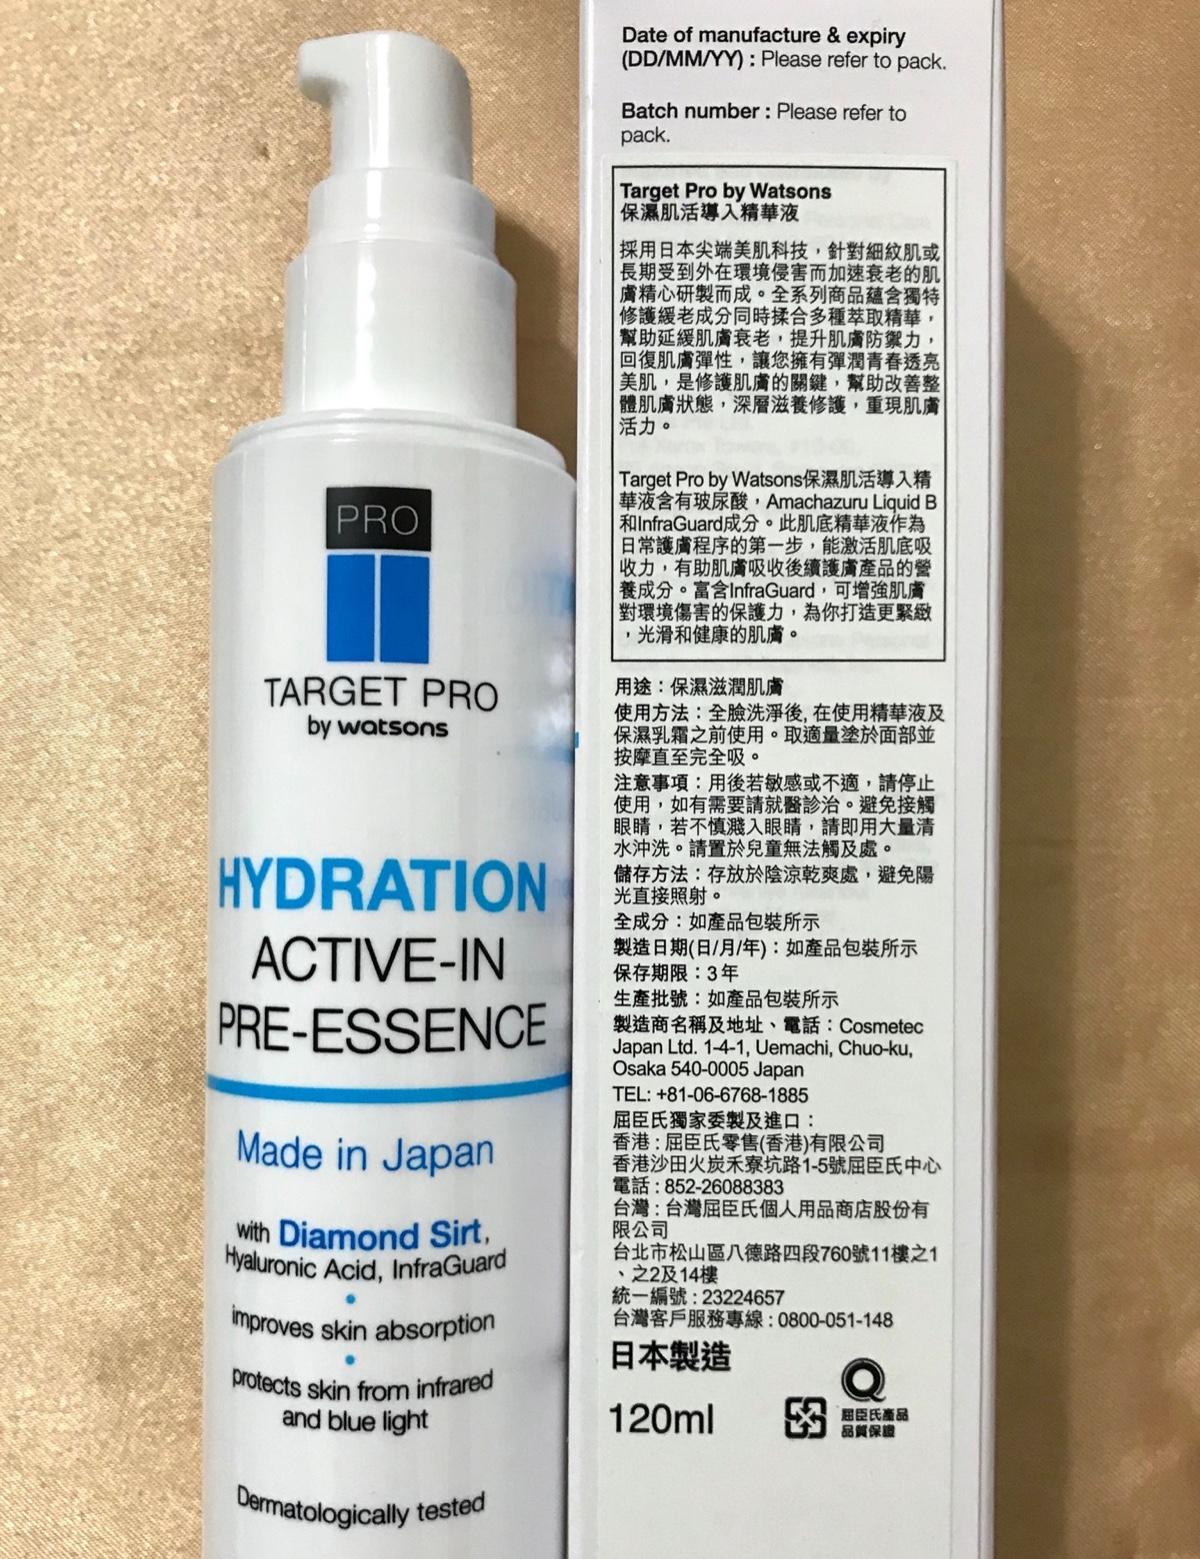 PRO
TARGET PRO
by watsons
HYDRATION
ACTIVE-IN
PRE-ESSENCE
Made in Japan
with Diamond Sirt,
Hyaluronic Acid, InfraGuard
improves skin absorption
protects skin from infrared
and blue light
Dermatologically tested
Date of manufacture & expiry
(DD/MM/YY) : Please refer to pack.
Batch number : Please refer to
pack.
Target Pro by Watsons
保濕肌活導入精華液
採用日本尖端美肌科技，針對細紋肌或
長期受到外在環境侵害而加速衰老的肌
膚精心研製而成。全系列商品蘊含獨特
修護緩老成分同時揉合多種萃取精華，
幫助延緩肌膚衰老，提升肌膚防禦力，
回復肌膚彈性，讓您擁有彈潤青春透亮
美肌，是修護肌膚的關鍵，幫助改善整
體肌膚狀態，深層滋養修護，重現肌膚
活力。
Target Pro by Watsons保濕肌活導入精
華液含有玻尿酸，Amachazuru Liquid B
和InfraGuard成分。此肌底精華液作為
日常護膚程序的第一步，能激活肌底吸
收力，有助肌膚吸收後續護膚產品的營
養成分。富含InfraGuard，可增強肌膚
對環境傷害的保護力，為你打造更緊緻
，光滑和健康的肌膚。
用途：保濕滋潤肌膚
使用方法：全臉洗淨後, 在使用精華液及
保濕乳霜之前使用。取適量塗於面部並
按摩直至完全吸。
注意事項：用後若敏感或不適，請停止
使用，如有需要請就醫診治。避免接觸
眼睛，若不慎濺入眼睛，請即用大量清
水沖洗。請置於兒童無法觸及處。
儲存方法：存放於陰涼乾爽處，避免陽
光直接照射。
全成分：如產品包裝所示
製造日期(日/月/年)：如產品包裝所示
保存期限：3年
生產批號：如產品包裝所示
製造商名稱及地址、電話：Cosmetec
Japan Ltd. 1-4-1, Uemachi, Chuo-ku,
Osaka 540-0005 Japan
TEL: +81-06-6768-1885
屈臣氏獨家委製及進口：
香港 : 屈臣氏零售(香港)有限公司
香港沙田火炭禾寮坑路1-5號屈臣氏中心
電話 : 852-26088383
台灣 : 台灣屈臣氏個人用品商店股份有
限公司
台北市松山區八德路四段760號11樓之1
、之2及14樓
統一編號 : 23224657
台灣客戶服務專線 : 0800-051-148
日本製造
120ml
屈臣氏產品
品質保證